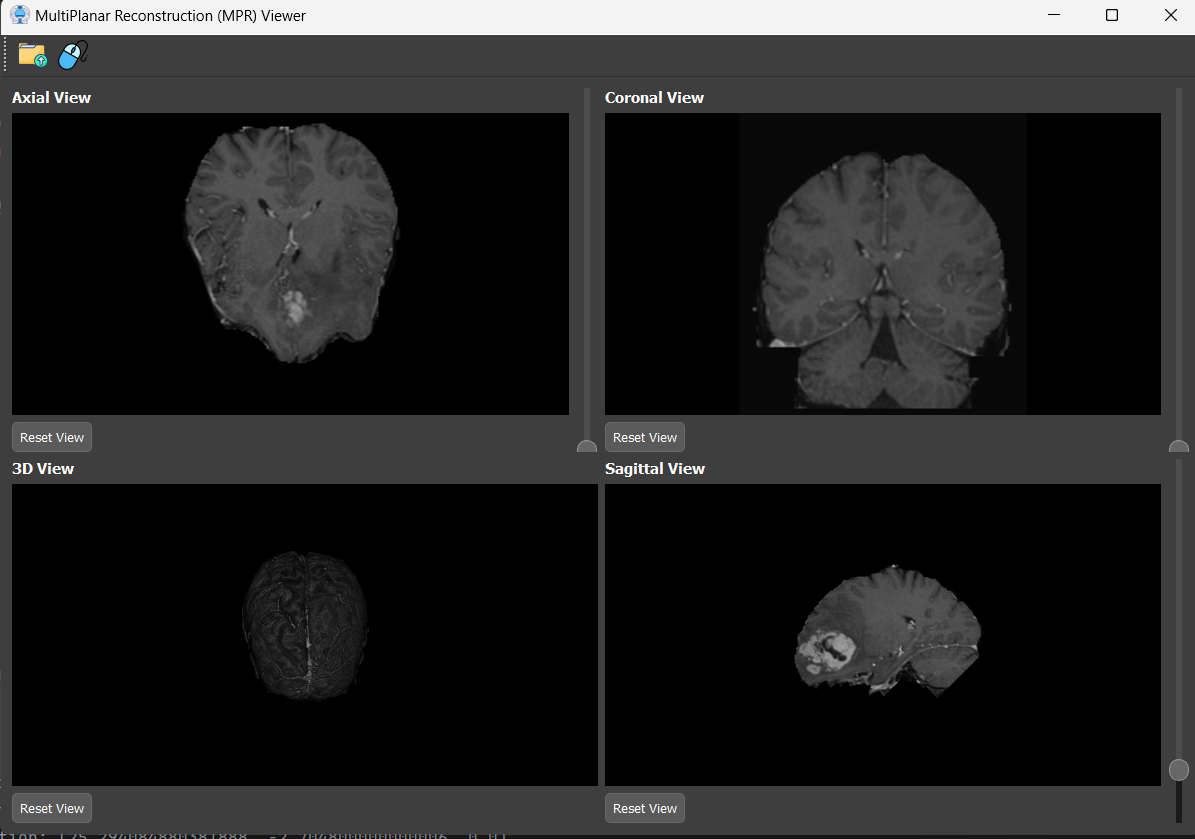 MultiPlanar Reconstruction (MPR) Viewer
Axial View
Coronal View
Reset View
Reset View
3D View
Sagittal View
Reset View
Reset View